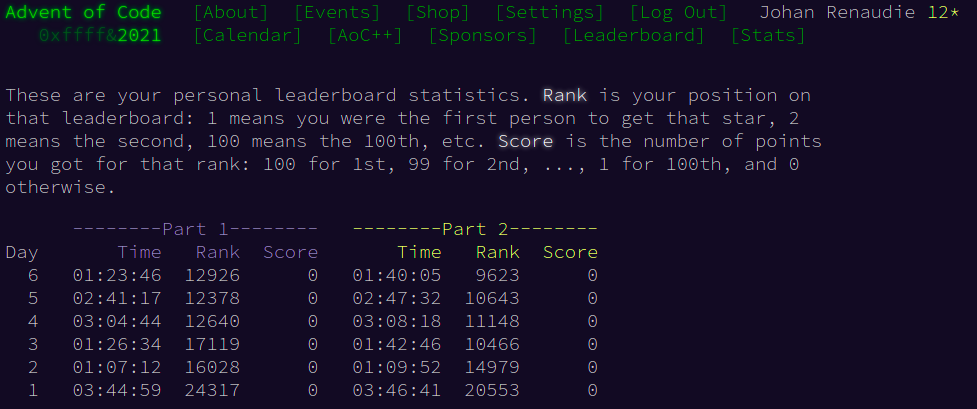 Advent of Code [About] [Events] [Shop] [Settings] [Log Out] Johan Renaudie 12*
0xffff&2021 [Calendar] [AoC++] [Sponsors] [Leaderboard] [Stats]
These are your personal leaderboard statistics. Rank is your position on
that leaderboard: 1 means you were the first person to get that star, 2
means the second, 100 means the 100th, etc. Score is the number of points
you got for that rank: 100 for 1st, 99 for 2nd, ..., 1 for 100th, and 0
otherwise.
--------Part 1-------- --------Part 2--------
Day Time Rank Score Time Rank Score
6 01:23:46 12926 0 01:40:05 9623 0
5 02:41:17 12378 0 02:47:32 10643 0
4 03:04:44 12640 0 03:08:18 11148 0
3 01:26:34 17119 0 01:42:46 10466 0
2 01:07:12 16028 0 01:09:52 14979 0
1 03:44:59 24317 0 03:46:41 20553 0